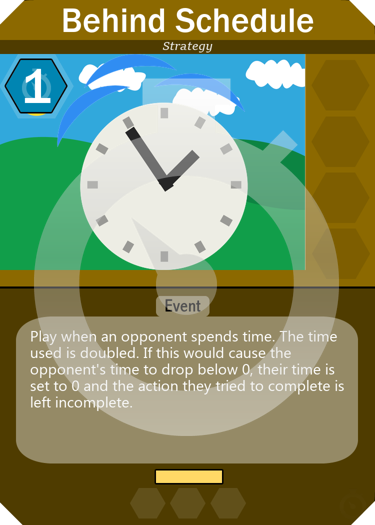 Behind Schedule
Strategy
1
Event
Play when an opponent spends time. The time
used is doubled. If this would cause the
opponent's time to drop below 0, their time is
set to 0 and the action they tried to complete is
left incomplete.